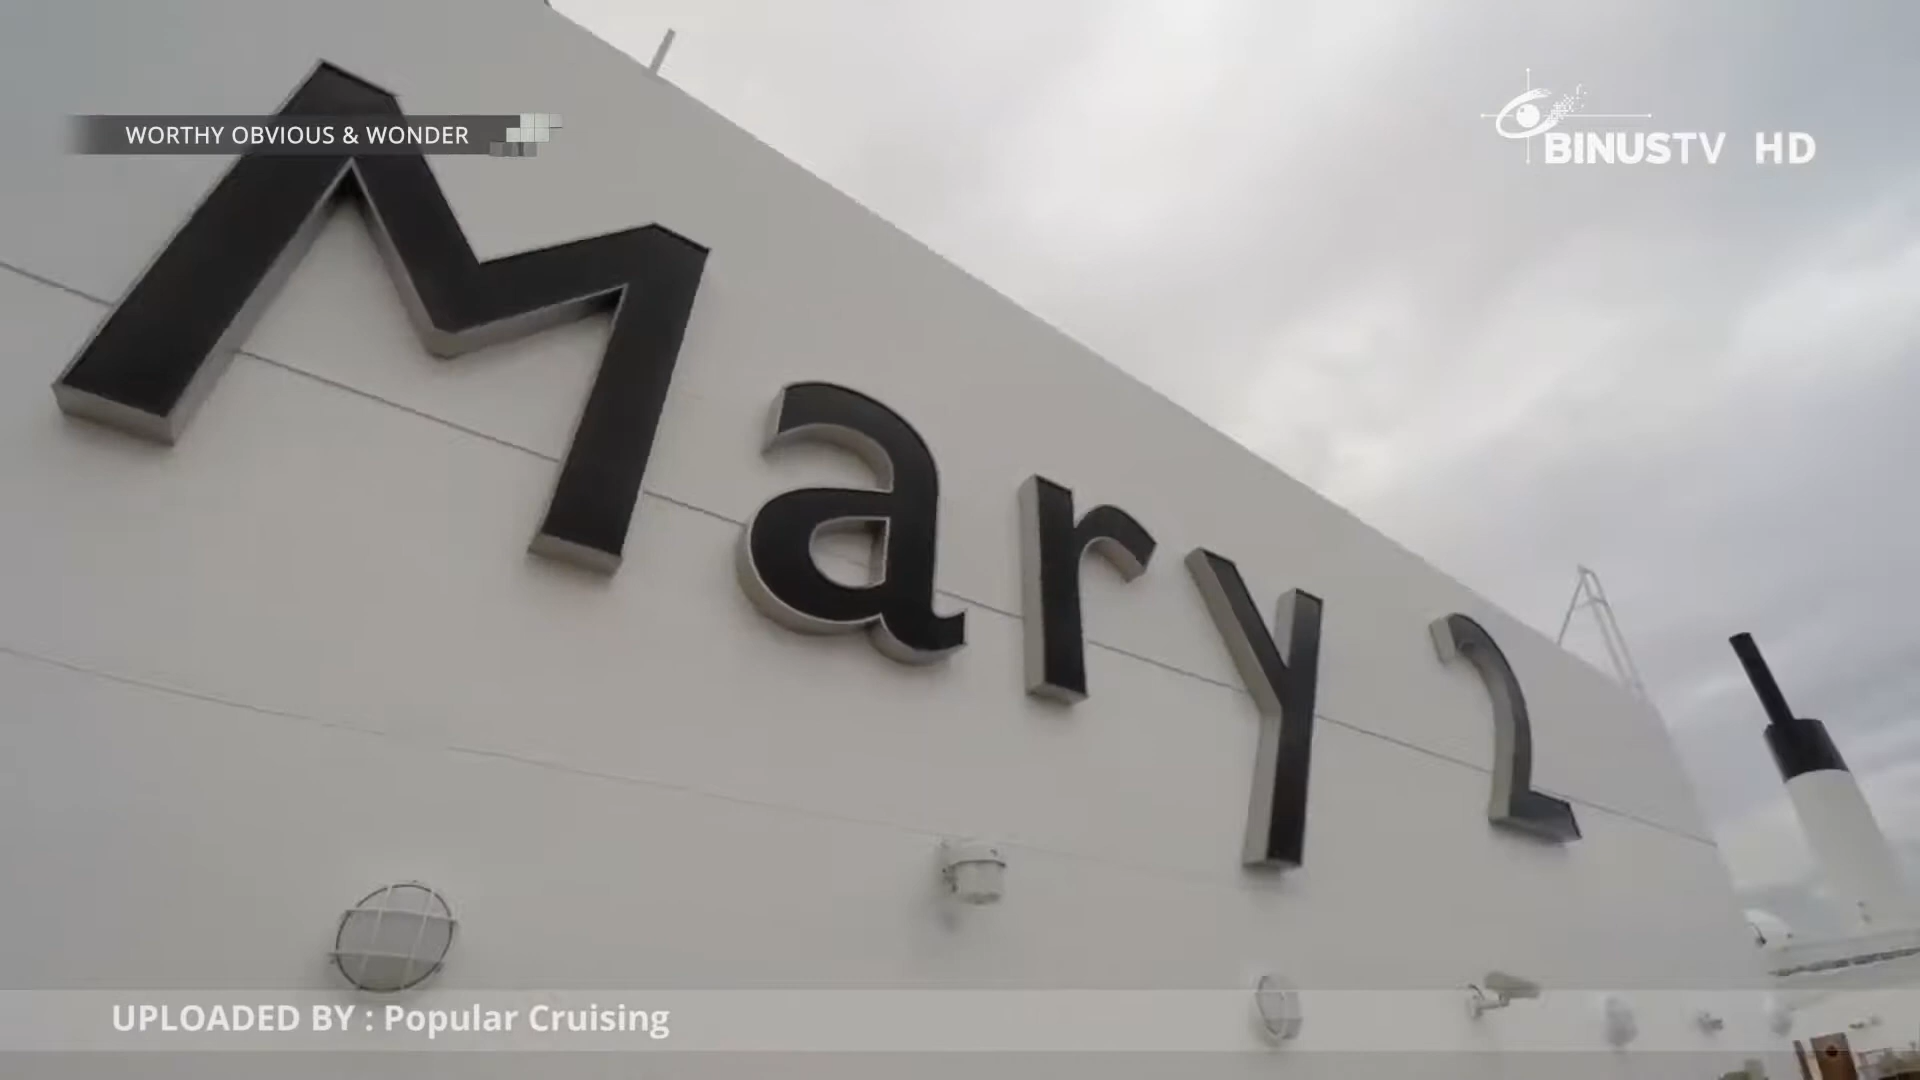 WORTHY OBVIOUS & WONDER
BINUSTV HD
Mary 2
UPLOADED BY : Popular Cruising